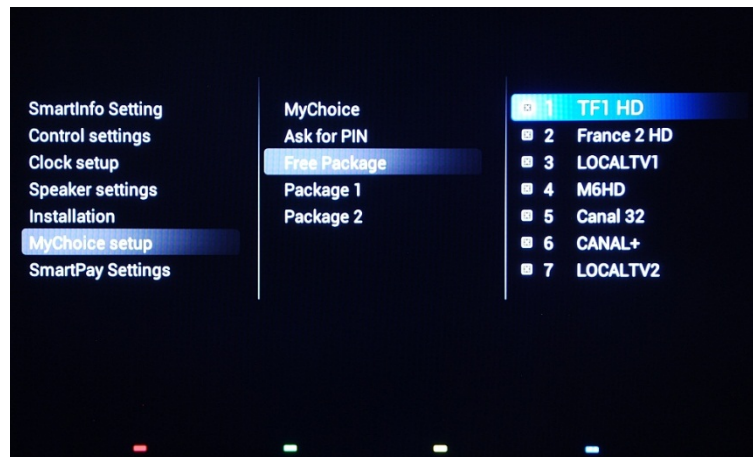 SmartInfo Setting
Control settings
Clock setup
Speaker settings
Installation
MyChoice setup
SmartPay Settings
MyChoice
Ask for PIN
Free Package
Package 1
Package 2
1 TF1 HD
2 France 2 HD
3 LOCALTV1
4 M6HD
5 Canal 32
6 CANAL+
7 LOCALTV2